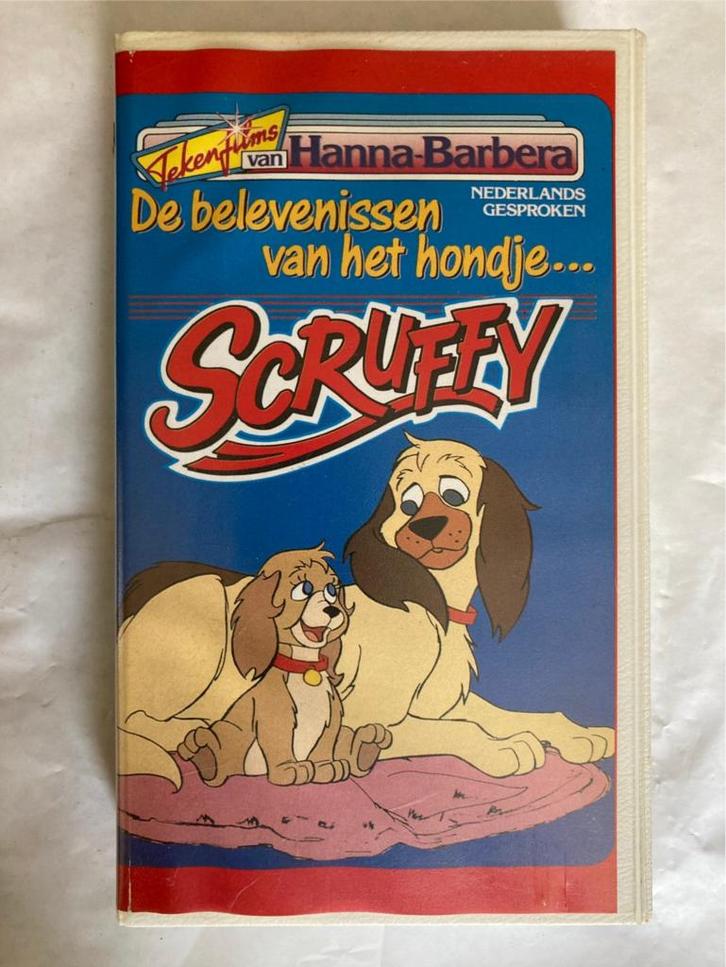 Tekenfilms
van Hanna-Barbera
NEDERLANDS
GESPROKEN
De belevenissen
van het hondje...
SCRUFFY